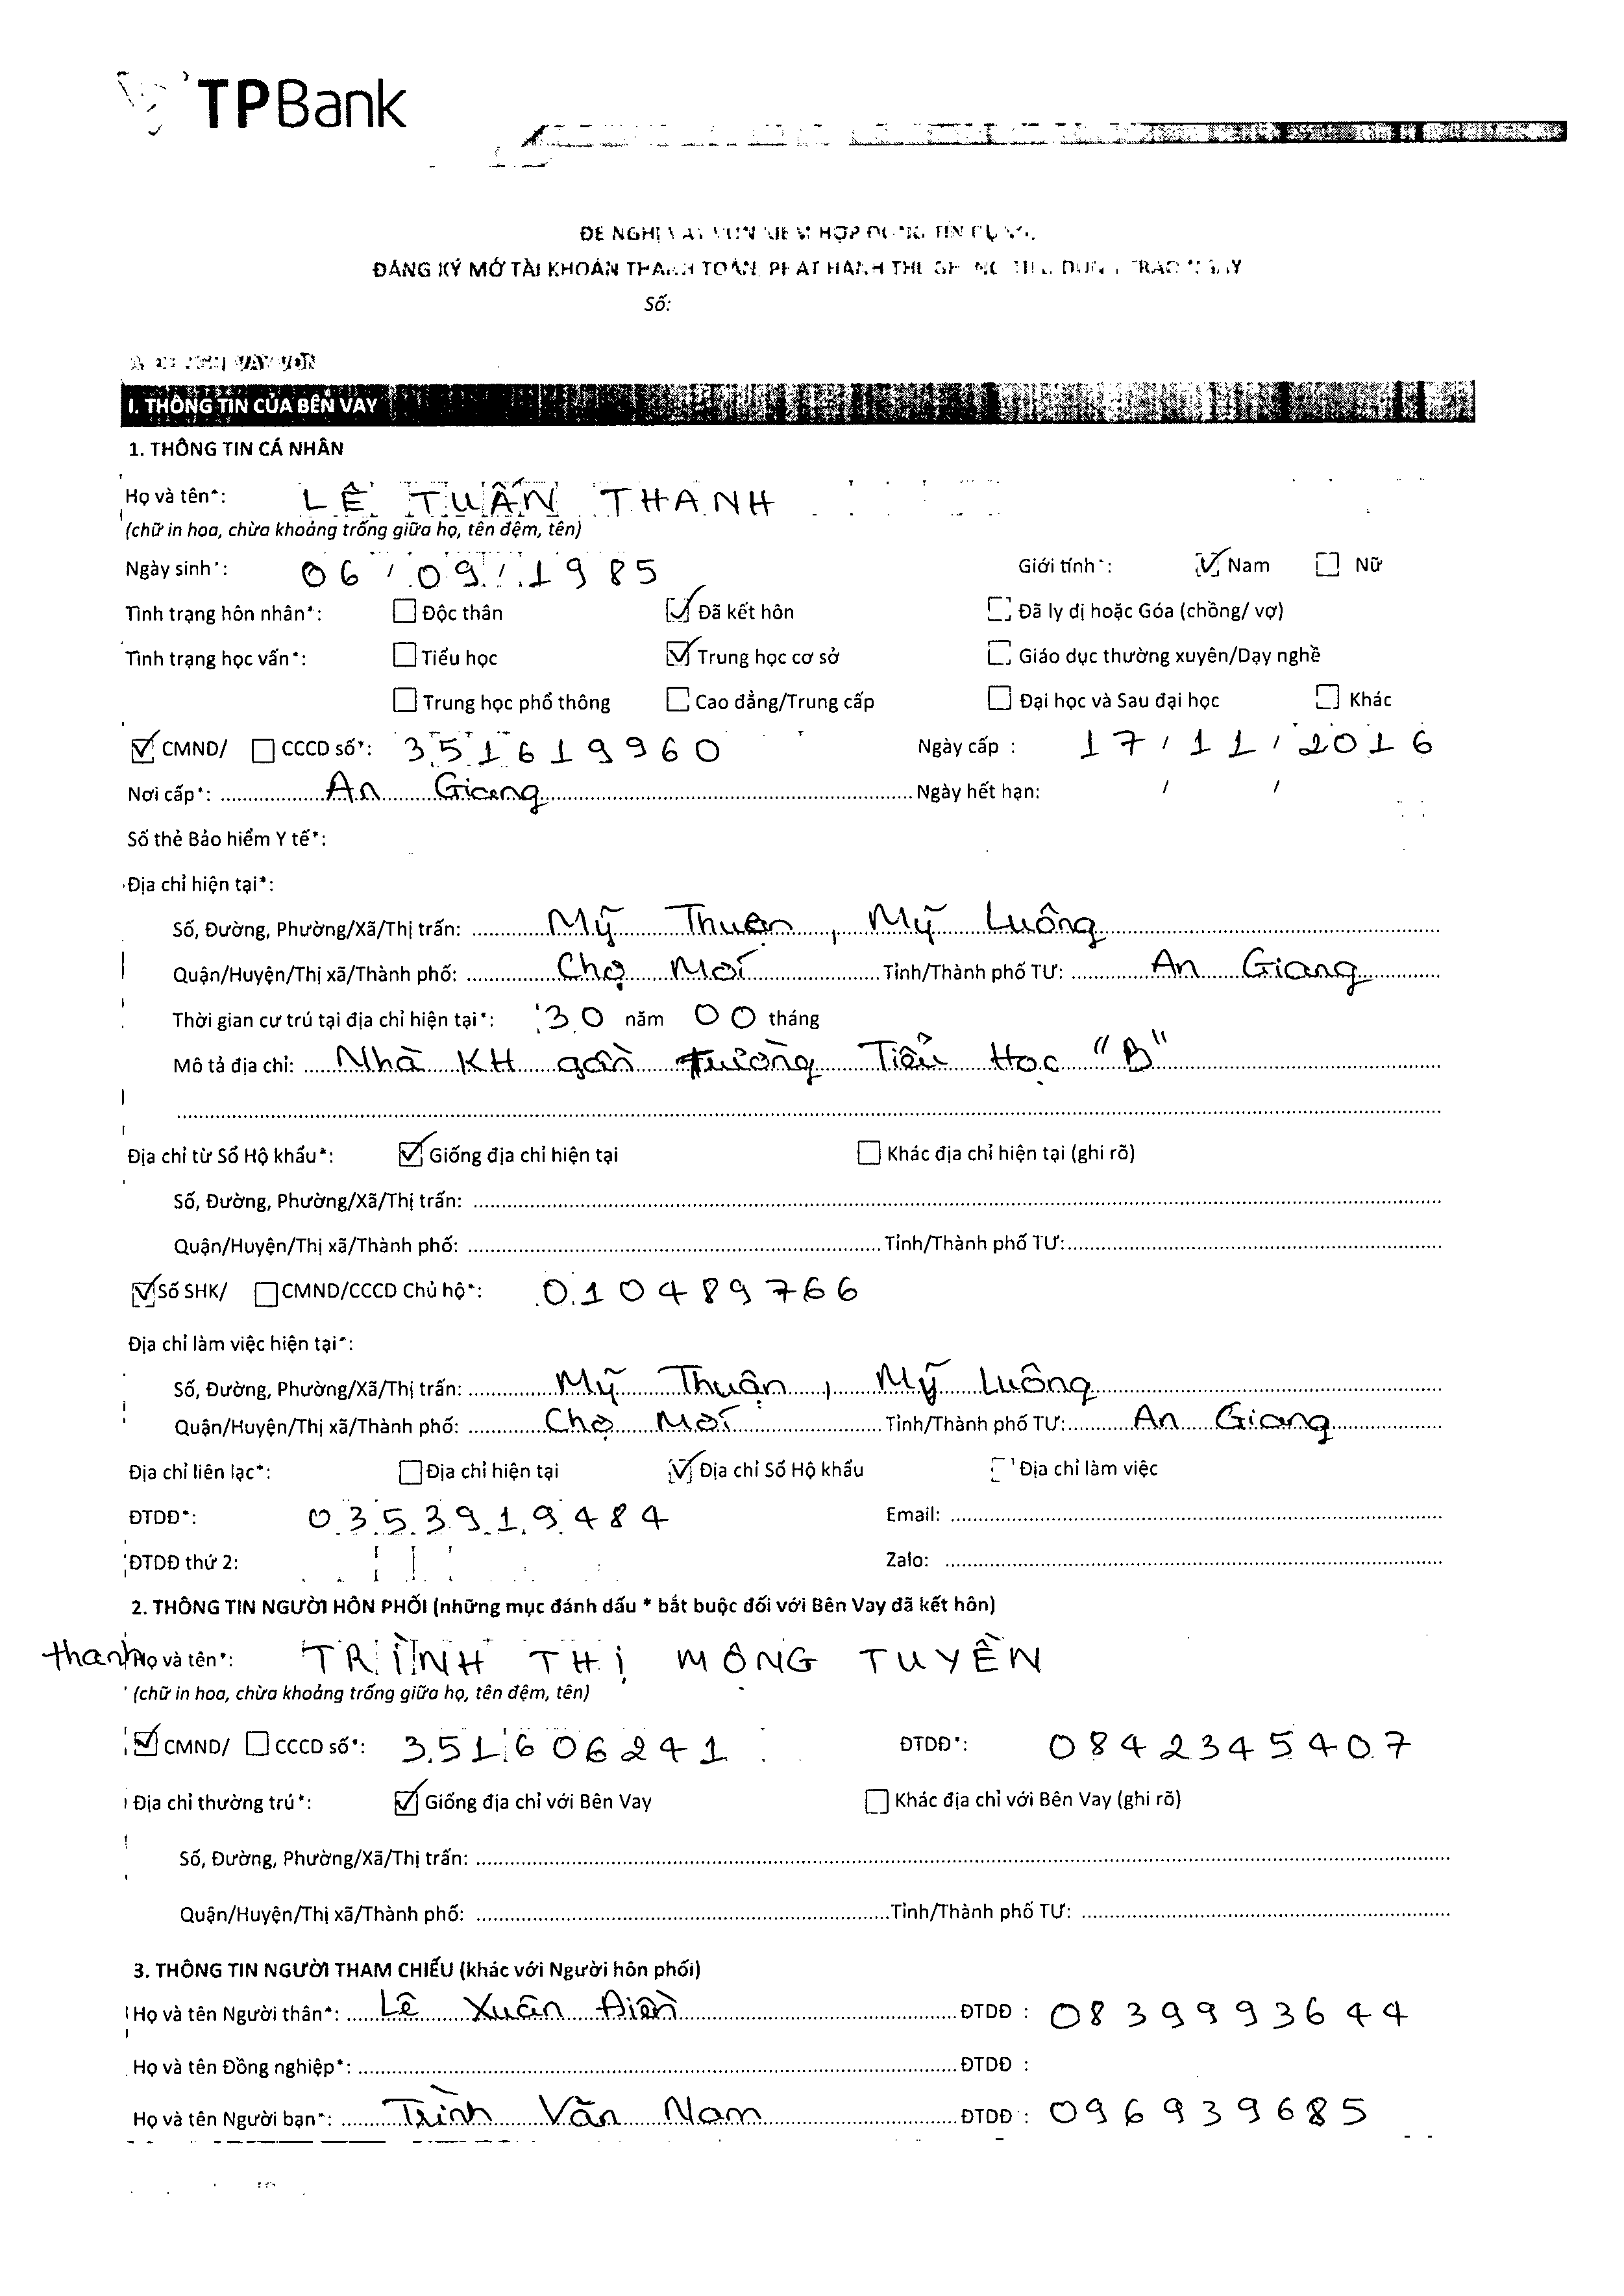 TPBank
ĐỀ NGHỊ VAY VỐN KIÊM HỢP ĐỒNG TÍN DỤNG,
ĐĂNG KÝ MỞ TÀI KHOẢN THANH TOÁN, PHÁT HÀNH THẺ
Số:
VAY VỐN
I. THÔNG TIN CỦA BÊN VAY
1. THÔNG TIN CÁ NHÂN
Họ và tên*: LÊ TUẤN THANH
(chữ in hoa, chừa khoảng trống giữa họ, tên đệm, tên)
Ngày sinh*: 06 / 09 / 1985 Giới tính*: ☑ Nam ☐ Nữ
Tình trạng hôn nhân*: ☐ Độc thân ☑ Đã kết hôn ☐ Đã ly dị hoặc Góa (chồng/ vợ)
Tình trạng học vấn*: ☐ Tiểu học ☑ Trung học cơ sở ☐ Giáo dục thường xuyên/Dạy nghề
☐ Trung học phổ thông ☐ Cao đẳng/Trung cấp ☐ Đại học và Sau đại học ☐ Khác
☑ CMND/ ☐ CCCD số*: 351619960 Ngày cấp : 17 / 11 / 2016
Nơi cấp*: An Giang Ngày hết hạn: / /
Số thẻ Bảo hiểm Y tế*:
Địa chỉ hiện tại*:
Số, Đường, Phường/Xã/Thị trấn: Mỹ Thuận, Mỹ Luông
Quận/Huyện/Thị xã/Thành phố: Chợ Mới Tỉnh/Thành phố TƯ: An Giang
Thời gian cư trú tại địa chỉ hiện tại*: 30 năm 00 tháng
Mô tả địa chỉ: Nhà KH gần trường Tiểu Học "B"
Địa chỉ từ Sổ Hộ khẩu*: ☑ Giống địa chỉ hiện tại ☐ Khác địa chỉ hiện tại (ghi rõ)
Số, Đường, Phường/Xã/Thị trấn:
Quận/Huyện/Thị xã/Thành phố: Tỉnh/Thành phố TƯ:
☑ Số SHK/ ☐ CMND/CCCD Chủ hộ*: 010489766
Địa chỉ làm việc hiện tại*:
Số, Đường, Phường/Xã/Thị trấn: Mỹ Thuận, Mỹ Luông
Quận/Huyện/Thị xã/Thành phố: Chợ Mới Tỉnh/Thành phố TƯ: An Giang
Địa chỉ liên lạc*: ☐ Địa chỉ hiện tại ☑ Địa chỉ Sổ Hộ khẩu ☐ Địa chỉ làm việc
ĐTDĐ*: 0353919484 Email:
ĐTDĐ thứ 2: Zalo:
2. THÔNG TIN NGƯỜI HÔN PHỐI (những mục đánh dấu * bắt buộc đối với Bên Vay đã kết hôn)
thanh Họ và tên*: TRÌNH THỊ MỘNG TUYỀN
(chữ in hoa, chừa khoảng trống giữa họ, tên đệm, tên)
☑ CMND/ ☐ CCCD số*: 351606241 ĐTDĐ*: 0842345407
Địa chỉ thường trú*: ☑ Giống địa chỉ với Bên Vay ☐ Khác địa chỉ với Bên Vay (ghi rõ)
Số, Đường, Phường/Xã/Thị trấn:
Quận/Huyện/Thị xã/Thành phố: Tỉnh/Thành phố TƯ:
3. THÔNG TIN NGƯỜI THAM CHIẾU (khác với Người hôn phối)
Họ và tên Người thân*: Lê Xuân Điền ĐTDĐ : 0839993644
Họ và tên Đồng nghiệp*: ĐTDĐ :
Họ và tên Người bạn*: Trình Văn Nam ĐTDĐ : 096939685